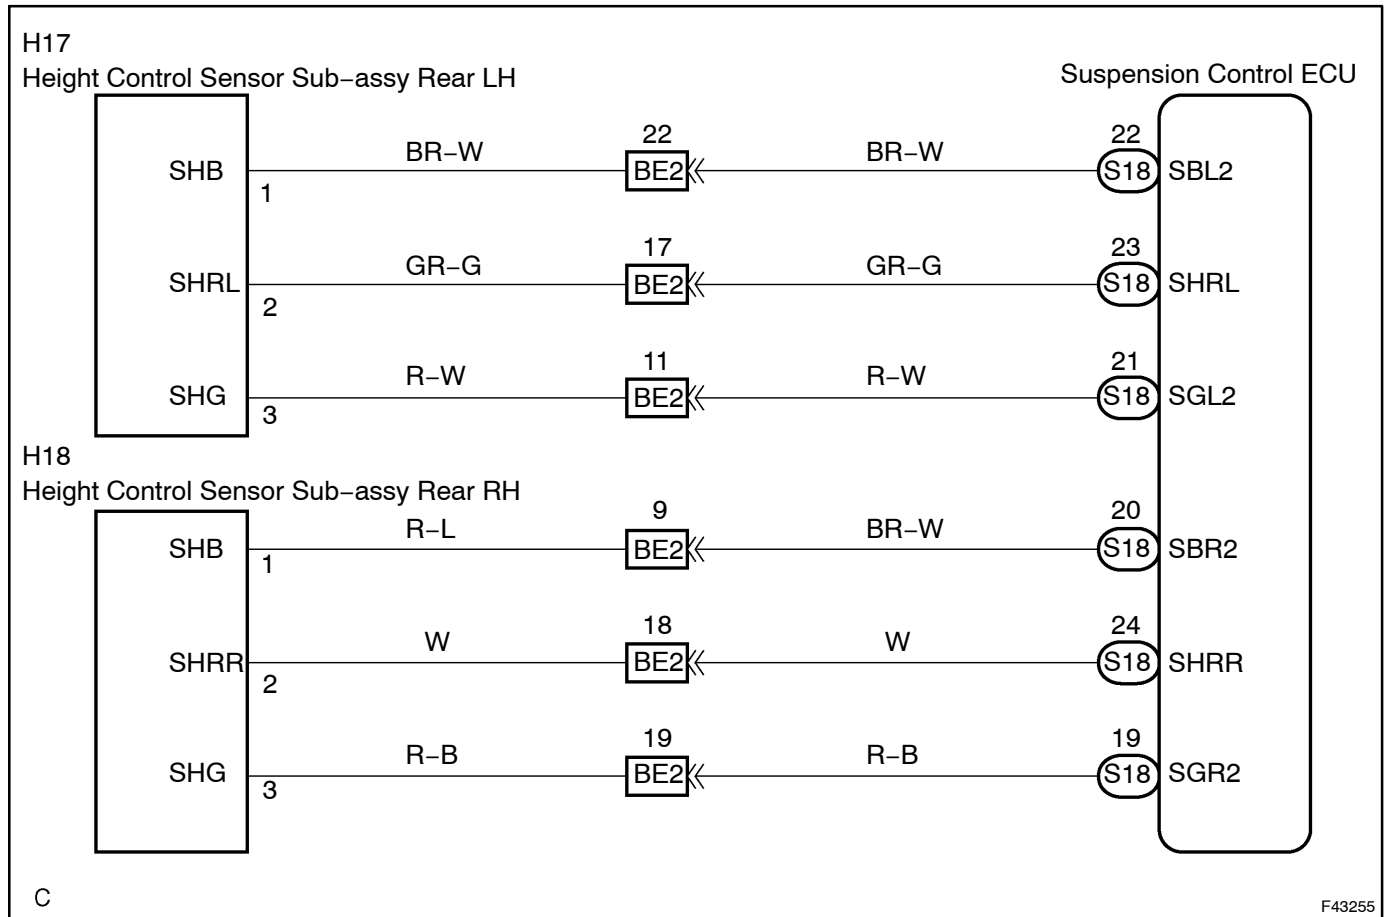 H17
Height Control Sensor Sub−assy Rear LH
Suspension Control ECU
SHB 1 BR−W 22 BE2 BR−W 22 S18 SBL2
SHRL 2 GR−G 17 BE2 GR−G 23 S18 SHRL
SHG 3 R−W 11 BE2 R−W 21 S18 SGL2
H18
Height Control Sensor Sub−assy Rear RH
SHB 1 R−L 9 BE2 BR−W 20 S18 SBR2
SHRR 2 W 18 BE2 W 24 S18 SHRR
SHG 3 R−B 19 BE2 R−B 19 S18 SGR2
C
F43255